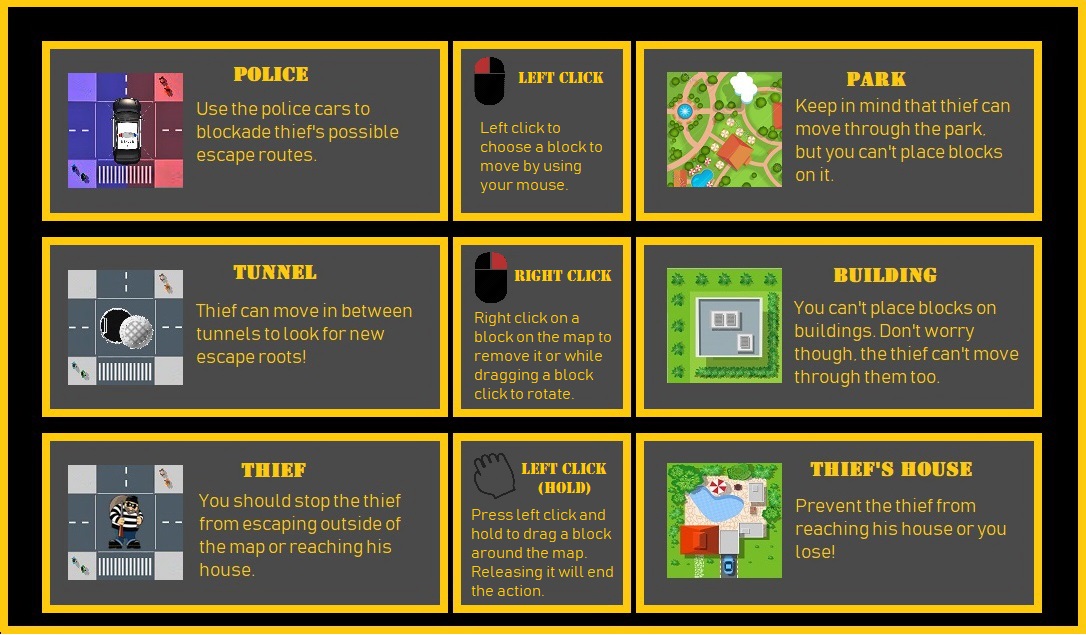 POLICE
Use the police cars to
blockade thief's possible
escape routes.
LEFT CLICK
Left click to
choose a block to
move by using
your mouse.
PARK
Keep in mind that thief can
move through the park,
but you can't place blocks
on it.
TUNNEL
Thief can move in between
tunnels to look for new
escape roots!
RIGHT CLICK
Right click on a
block on the map to
remove it or while
dragging a block
click to rotate.
BUILDING
You can't place blocks on
buildings. Don't worry
though, the thief can't move
through them too.
THIEF
You should stop the thief
from escaping outside of
the map or reaching his
house.
LEFT CLICK
(HOLD)
Press left click and
hold to drag a block
around the map.
Releasing it will end
the action.
THIEF'S HOUSE
Prevent the thief from
reaching his house or you
lose!